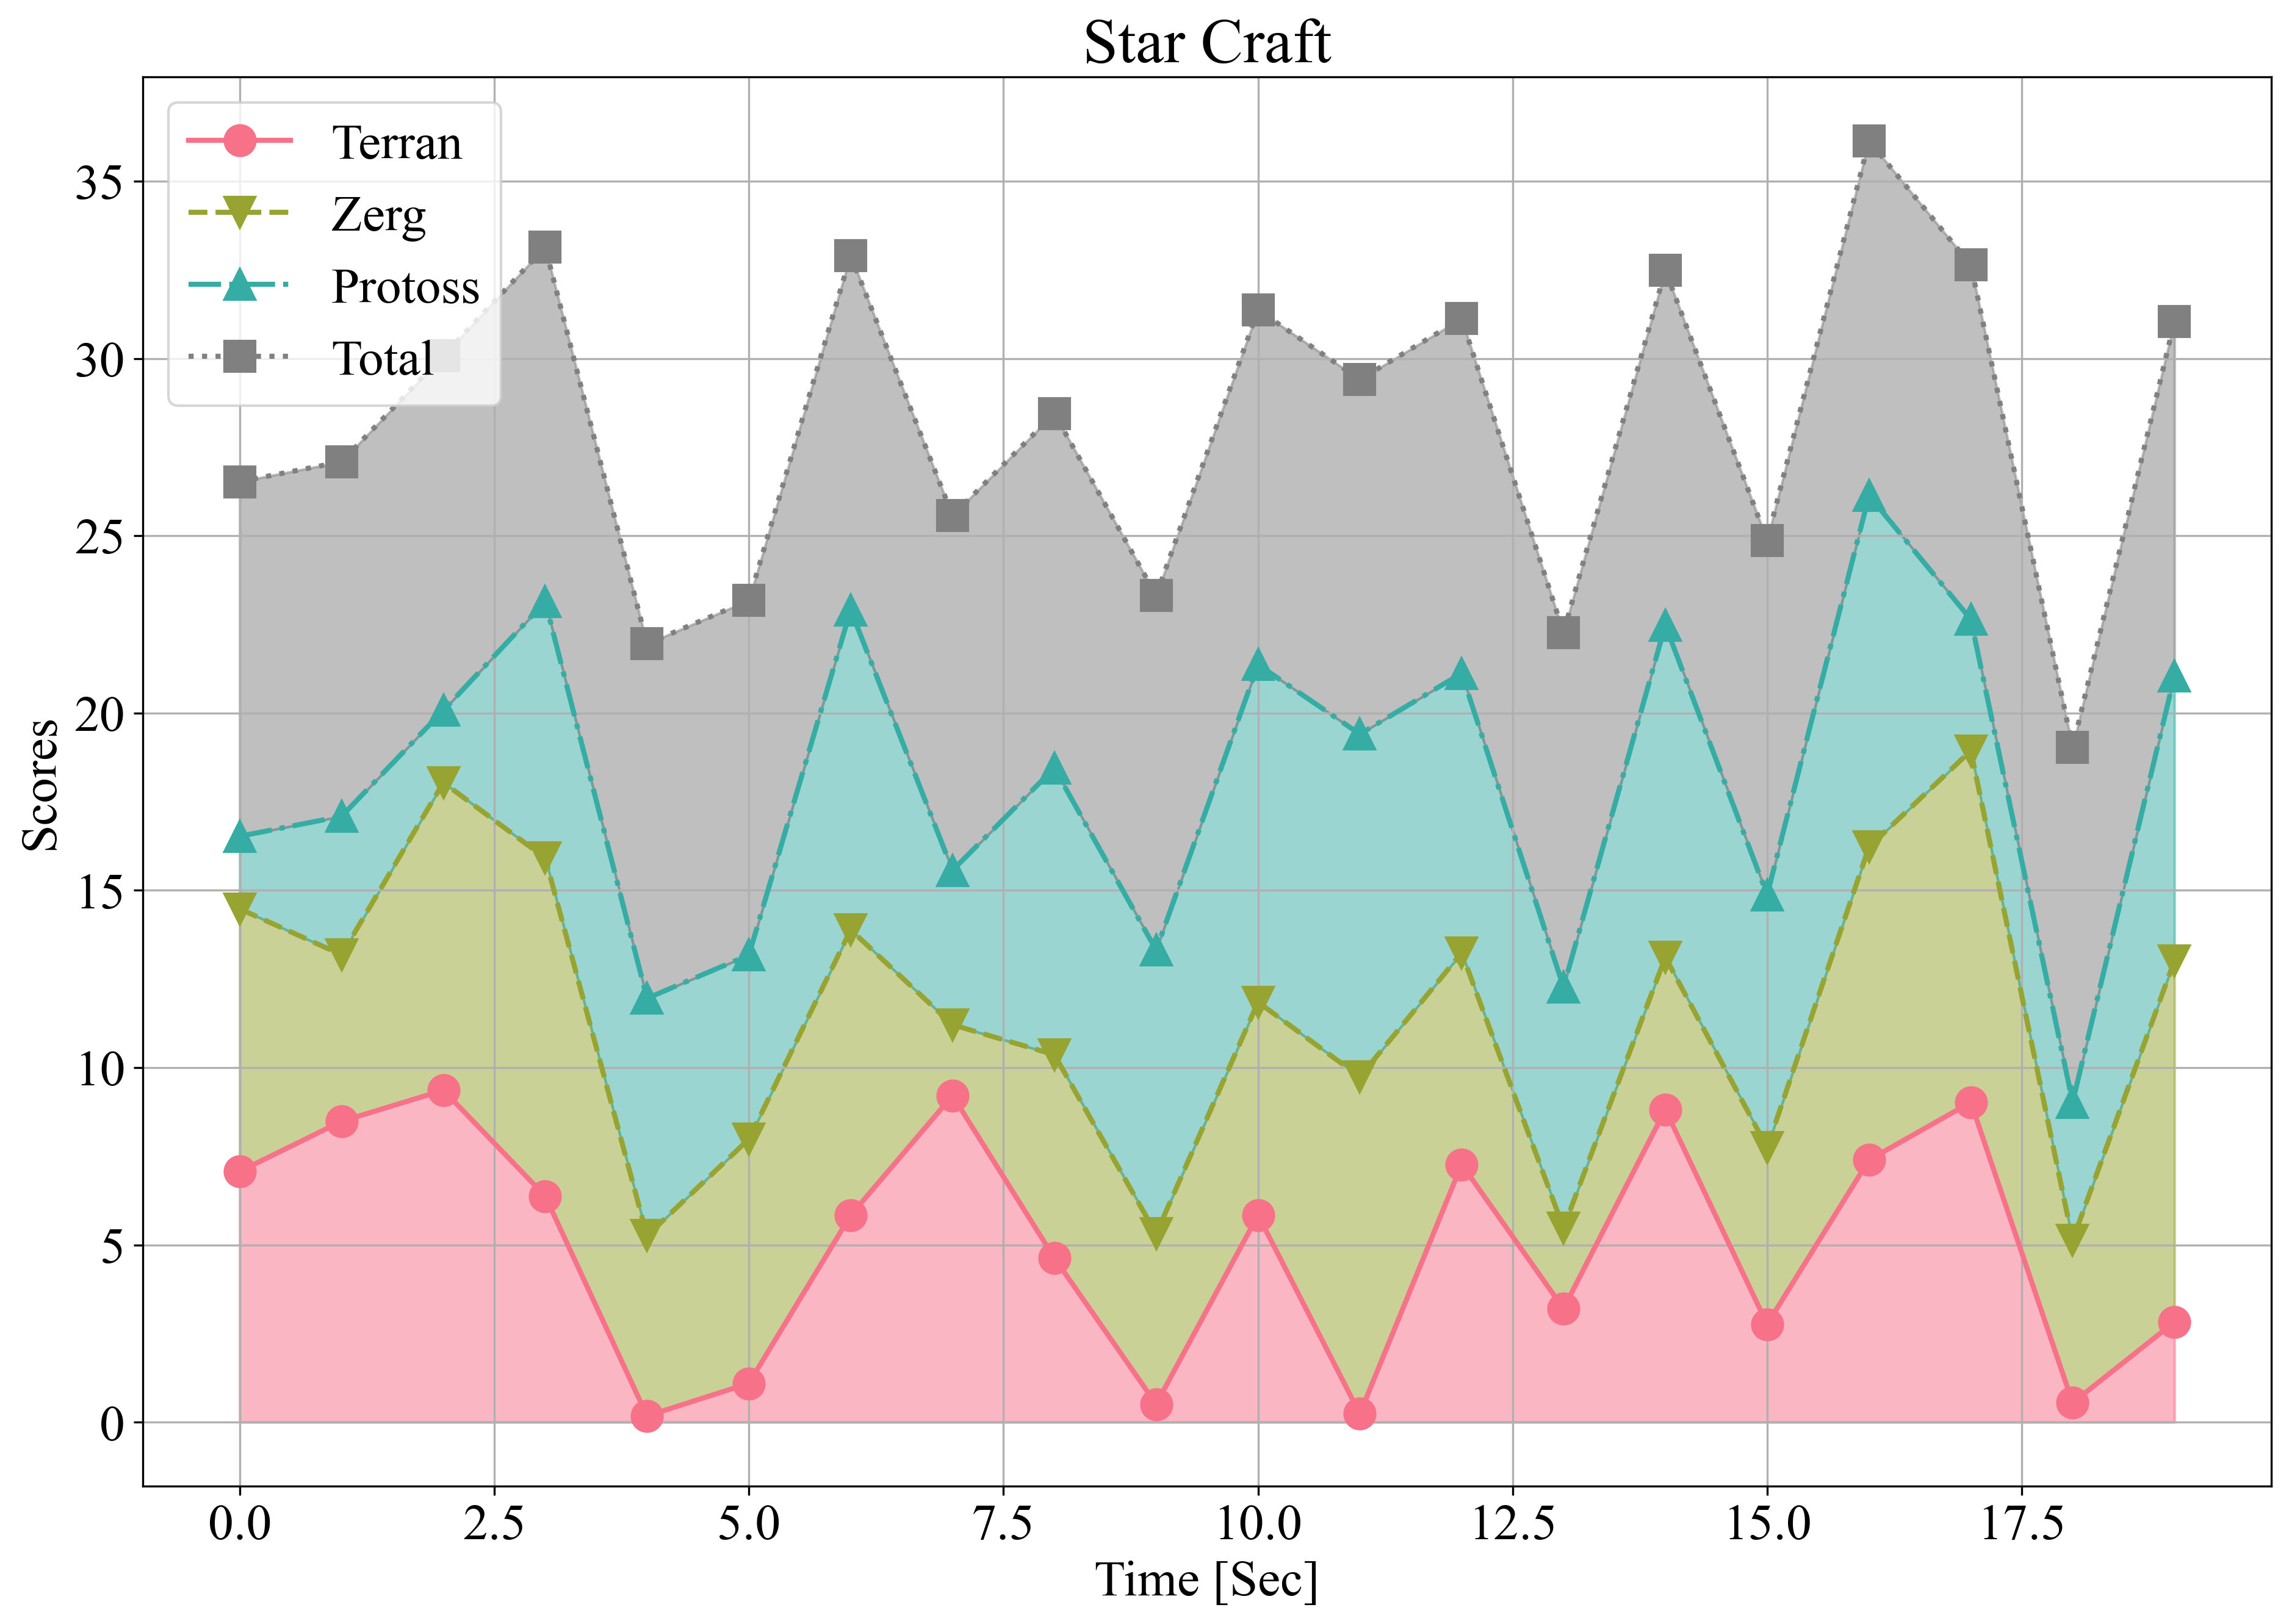 Star Craft
Terran
Zerg
Protoss
Total
Scores
35
30
25
20
15
10
5
0
0.0 2.5 5.0 7.5 10.0 12.5 15.0 17.5
Time [Sec]